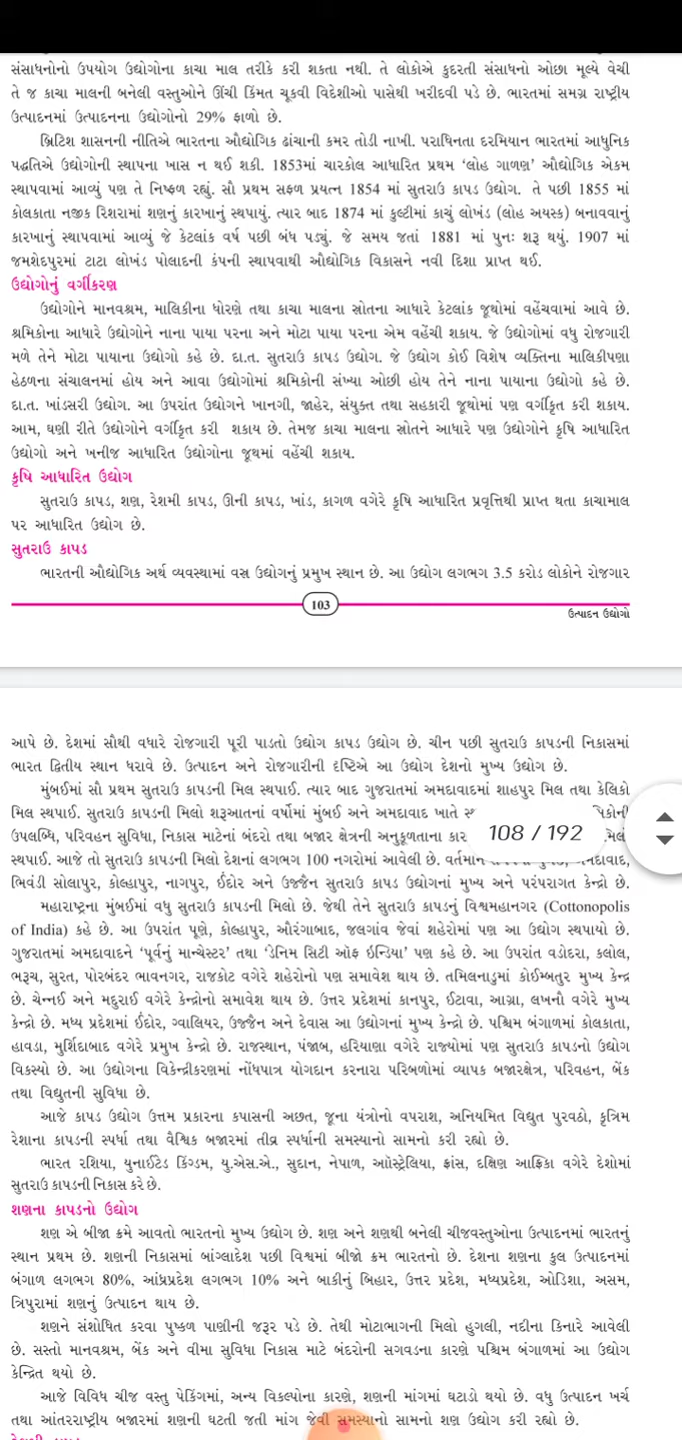 સંસાધનોનો ઉપયોગ ઉદ્યોગોના કાચા માલ તરીકે કરી શકતા નથી. તે લોકોએ કુદરતી સંસાધનો ઓછા મૂલ્યે વેચી
તે જ કાચા માલની બનેલી વસ્તુઓને ઊંચી કિંમત ચૂકવી વિદેશીઓ પાસેથી ખરીદવી પડે છે. ભારતમાં સમગ્ર રાષ્ટ્રીય
ઉત્પાદનમાં ઉત્પાદનના ઉદ્યોગોનો 29% ફાળો છે.
બ્રિટિશ શાસનની નીતિએ ભારતના ઔદ્યોગિક ઢાંચાની કમર તોડી નાખી. પરાધિનતા દરમિયાન ભારતમાં આધુનિક
પદ્ધતિએ ઉદ્યોગોની સ્થાપના ખાસ ન થઈ શકી. 1853માં ચારકોલ આધારિત પ્રથમ ‘લોહ ગાળણ’ ઔદ્યોગિક એકમ
સ્થાપવામાં આવ્યું પણ તે નિષ્ફળ રહ્યું. સૌ પ્રથમ સફળ પ્રયત્ન 1854 માં સુતરાઉ કાપડ ઉદ્યોગ. તે પછી 1855 માં
કોલકાતા નજીક રિશરામાં શણનું કારખાનું સ્થપાયું. ત્યાર બાદ 1874 માં કુલ્ટીમાં કાચું લોખંડ (લોહ અયસ્ક) બનાવવાનું
કારખાનું સ્થાપવામાં આવ્યું જે કેટલાંક વર્ષ પછી બંધ પડ્યું. જે સમય જતાં 1881 માં પુનઃ શરૂ થયું. 1907 માં
જમશેદપુરમાં ટાટા લોખંડ પોલાદની કંપની સ્થાપવાથી ઔદ્યોગિક વિકાસને નવી દિશા પ્રાપ્ત થઈ.
ઉદ્યોગોનું વર્ગીકરણ
ઉદ્યોગોને માનવશ્રમ, માલિકીના ધોરણે તથા કાચા માલના સ્રોતના આધારે કેટલાંક જૂથોમાં વહેંચવામાં આવે છે.
શ્રમિકોના આધારે ઉદ્યોગોને નાના પાયા પરના અને મોટા પાયા પરના એમ વહેંચી શકાય. જે ઉદ્યોગોમાં વધુ રોજગારી
મળે તેને મોટા પાયાના ઉદ્યોગો કહે છે. દા.ત. સુતરાઉ કાપડ ઉદ્યોગ. જે ઉદ્યોગ કોઈ વિશેષ વ્યક્તિના માલિકીપણા
હેઠળના સંચાલનમાં હોય અને આવા ઉદ્યોગોમાં શ્રમિકોની સંખ્યા ઓછી હોય તેને નાના પાયાના ઉદ્યોગો કહે છે.
દા.ત. ખાંડસરી ઉદ્યોગ. આ ઉપરાંત ઉદ્યોગને ખાનગી, જાહેર, સંયુક્ત તથા સહકારી જૂથોમાં પણ વર્ગીકૃત કરી શકાય.
આમ, ઘણી રીતે ઉદ્યોગોને વર્ગીકૃત કરી શકાય છે. તેમજ કાચા માલના સ્રોતને આધારે પણ ઉદ્યોગોને કૃષિ આધારિત
ઉદ્યોગો અને ખનીજ આધારિત ઉદ્યોગોના જૂથમાં વહેંચી શકાય.
કૃષિ આધારિત ઉદ્યોગ
સુતરાઉ કાપડ, શણ, રેશમી કાપડ, ઊની કાપડ, ખાંડ, કાગળ વગેરે કૃષિ આધારિત પ્રવૃત્તિથી પ્રાપ્ત થતા કાચામાલ
પર આધારિત ઉદ્યોગ છે.
સુતરાઉ કાપડ
ભારતની ઔદ્યોગિક અર્થ વ્યવસ્થામાં વસ્ત્ર ઉદ્યોગનું પ્રમુખ સ્થાન છે. આ ઉદ્યોગ લગભગ 3.5 કરોડ લોકોને રોજગાર
103
ઉત્પાદન ઉદ્યોગો
આપે છે. દેશમાં સૌથી વધારે રોજગારી પૂરી પાડતો ઉદ્યોગ કાપડ ઉદ્યોગ છે. ચીન પછી સુતરાઉ કાપડની નિકાસમાં
ભારત દ્વિતીય સ્થાન ધરાવે છે. ઉત્પાદન અને રોજગારીની દૃષ્ટિએ આ ઉદ્યોગ દેશનો મુખ્ય ઉદ્યોગ છે.
મુંબઈમાં સૌ પ્રથમ સુતરાઉ કાપડની મિલ સ્થપાઈ. ત્યાર બાદ ગુજરાતમાં અમદાવાદમાં શાહપુર મિલ તથા કેલિકો
મિલ સ્થપાઈ. સુતરાઉ કાપડની મિલો શરૂઆતનાં વર્ષોમાં મુંબઈ અને અમદાવાદ ખાતે
ઉપલબ્ધિ, પરિવહન સુવિધા, નિકાસ માટેનાં બંદરો તથા બજાર ક્ષેત્રની અનુકૂળતાના 108 / 192
સ્થપાઈ. આજે તો સુતરાઉ કાપડની મિલો દેશનાં લગભગ 100 નગરોમાં આવેલી છે.
ભિવંડી સોલાપુર, કોલ્હાપુર, નાગપુર, ઈંદોર અને ઉજ્જૈન સુતરાઉ કાપડ ઉદ્યોગનાં મુખ્ય અને પરંપરાગત કેન્દ્રો છે.
મહારાષ્ટ્રના મુંબઈમાં વધુ સુતરાઉ કાપડની મિલો છે. જેથી તેને સુતરાઉ કાપડનું વિશ્વમહાનગર (Cottonopolis
of India) કહે છે. આ ઉપરાંત પૂણે, કોલ્હાપુર, ઔરંગાબાદ, જલગાંવ જેવાં શહેરોમાં પણ આ ઉદ્યોગ સ્થપાયો છે.
ગુજરાતમાં અમદાવાદને ‘પૂર્વનું માન્ચેસ્ટર’ તથા ‘ડેનિમ સિટી ઑફ ઇન્ડિયા’ પણ કહે છે. આ ઉપરાંત વડોદરા, કલોલ,
ભરૂચ, સુરત, પોરબંદર ભાવનગર, રાજકોટ વગેરે શહેરોનો પણ સમાવેશ થાય છે. તમિલનાડુમાં કોઈમ્બતુર મુખ્ય કેન્દ્ર
છે. ચેન્નઈ અને મદુરાઈ વગેરે કેન્દ્રોનો સમાવેશ થાય છે. ઉત્તર પ્રદેશમાં કાનપુર, ઈટાવા, આગ્રા, લખનૌ વગેરે મુખ્ય
કેન્દ્રો છે. મધ્ય પ્રદેશમાં ઈંદોર, ગ્વાલિયર, ઉજ્જૈન અને દેવાસ આ ઉદ્યોગનાં મુખ્ય કેન્દ્રો છે. પશ્ચિમ બંગાળમાં કોલકાતા,
હાવડા, મુર્શિદાબાદ વગેરે પ્રમુખ કેન્દ્રો છે. રાજસ્થાન, પંજાબ, હરિયાણા વગેરે રાજ્યોમાં પણ સુતરાઉ કાપડનો ઉદ્યોગ
વિકસ્યો છે. આ ઉદ્યોગના વિકેન્દ્રીકરણમાં નોંધપાત્ર યોગદાન કરનારા પરિબળોમાં વ્યાપક બજારક્ષેત્ર, પરિવહન, બેંક
તથા વિદ્યુતની સુવિધા છે.
આજે કાપડ ઉદ્યોગ ઉત્તમ પ્રકારના કપાસની અછત, જૂના યંત્રોનો વપરાશ, અનિયમિત વિદ્યુત પુરવઠો, કૃત્રિમ
રેશાના કાપડની સ્પર્ધા તથા વૈશ્વિક બજારમાં તીવ્ર સ્પર્ધાની સમસ્યાનો સામનો કરી રહ્યો છે.
ભારત રશિયા, યુનાઈટેડ કિંગ્ડમ, યુ.એસ.એ., સુદાન, નેપાળ, ઑસ્ટ્રેલિયા, ફ્રાંસ, દક્ષિણ આફ્રિકા વગેરે દેશોમાં
સુતરાઉ કાપડની નિકાસ કરે છે.
શણના કાપડનો ઉદ્યોગ
શણ એ બીજા ક્રમે આવતો ભારતનો મુખ્ય ઉદ્યોગ છે. શણ અને શણથી બનેલી ચીજવસ્તુઓના ઉત્પાદનમાં ભારતનું
સ્થાન પ્રથમ છે. શણની નિકાસમાં બાંગ્લાદેશ પછી વિશ્વમાં બીજો ક્રમ ભારતનો છે. દેશના શણના કુલ ઉત્પાદનમાં
બંગાળ લગભગ 80%, આંધ્રપ્રદેશ લગભગ 10% અને બાકીનું બિહાર, ઉત્તર પ્રદેશ, મધ્યપ્રદેશ, ઓડિશા, અસમ,
ત્રિપુરામાં શણનું ઉત્પાદન થાય છે.
શણને સંશોધિત કરવા પુષ્કળ પાણીની જરૂર પડે છે. તેથી મોટાભાગની મિલો હુગલી, નદીના કિનારે આવેલી
છે. સસ્તો માનવશ્રમ, બેંક અને વીમા સુવિધા નિકાસ માટે બંદરોની સગવડના કારણે પશ્ચિમ બંગાળમાં આ ઉદ્યોગ
કેન્દ્રિત થયો છે.
આજે વિવિધ ચીજ વસ્તુ પેકિંગમાં, અન્ય વિકલ્પોના કારણે, શણની માંગમાં ઘટાડો થયો છે. વધુ ઉત્પાદન ખર્ચ
તથા આંતરરાષ્ટ્રીય બજારમાં શણની ઘટતી જતી માંગ જેવી સમસ્યાનો સામનો શણ ઉદ્યોગ કરી રહ્યો છે.